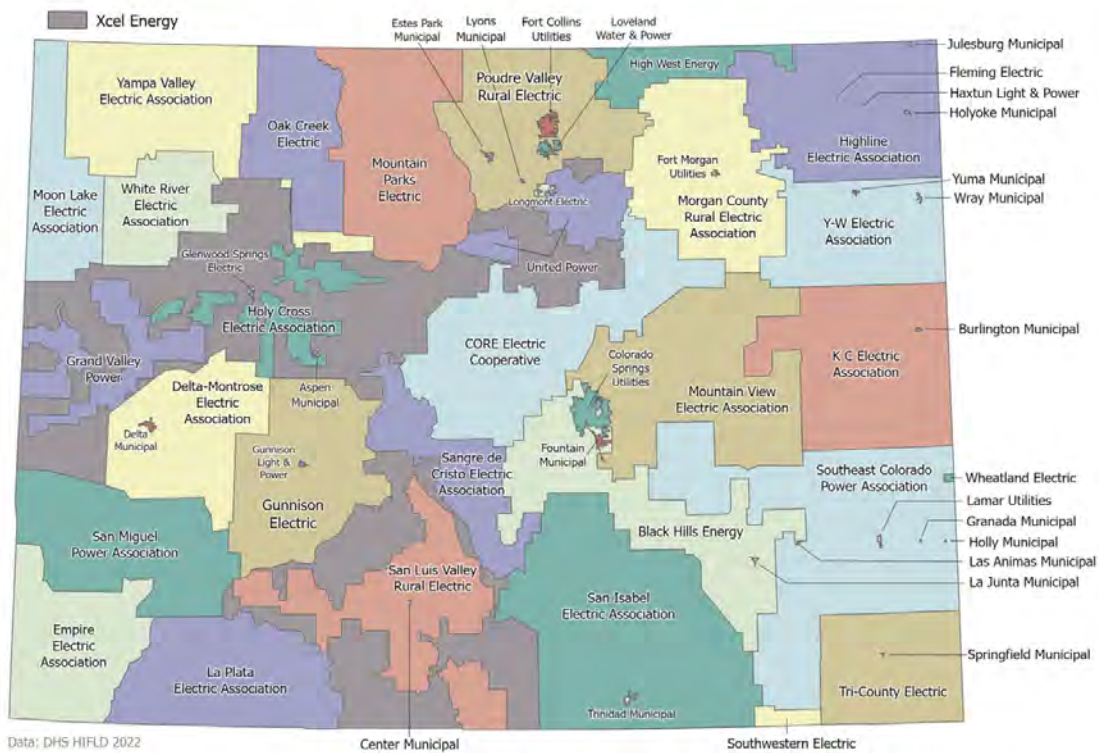 Xcel Energy
Estes Park
Municipal
Lyons
Municipal
Fort Collins
Utilities
Loveland
Water & Power
Julesburg Municipal
Fleming Electric
Haxtun Light & Power
Holyoke Municipal
Yampa Valley
Electric Association
Oak Creek
Electric
Poudre Valley
Rural Electric
High West Energy
Highline
Electric Association
Mountain
Parks
Electric
Fort Morgan
Utilities
Morgan County
Rural Electric
Association
Moon Lake
Electric
Association
White River
Electric
Association
Longmont Electric
Yuma Municipal
Wray Municipal
Y-W Electric
Association
United Power
Glenwood Springs
Electric
Holy Cross
Electric Association
Grand Valley
Power
CORE Electric
Cooperative
Colorado
Springs
Utilities
Mountain View
Electric Association
K C Electric
Association
Burlington Municipal
Delta-Montrose
Electric
Association
Aspen
Municipal
Delta
Municipal
Gunnison
Light &
Power
Gunnison
Electric
Sangre de
Cristo Electric
Association
Fountain
Municipal
Southeast Colorado
Power Association
Wheatland Electric
Lamar Utilities
Granada Municipal
Holly Municipal
Las Animas Municipal
La Junta Municipal
Black Hills Energy
San Miguel
Power Association
San Luis Valley
Rural Electric
San Isabel
Electric Association
Empire
Electric
Association
La Plata
Electric Association
Springfield Municipal
Tri-County Electric
Trinidad Municipal
Data: DHS HIFLD 2022
Center Municipal
Southwestern Electric